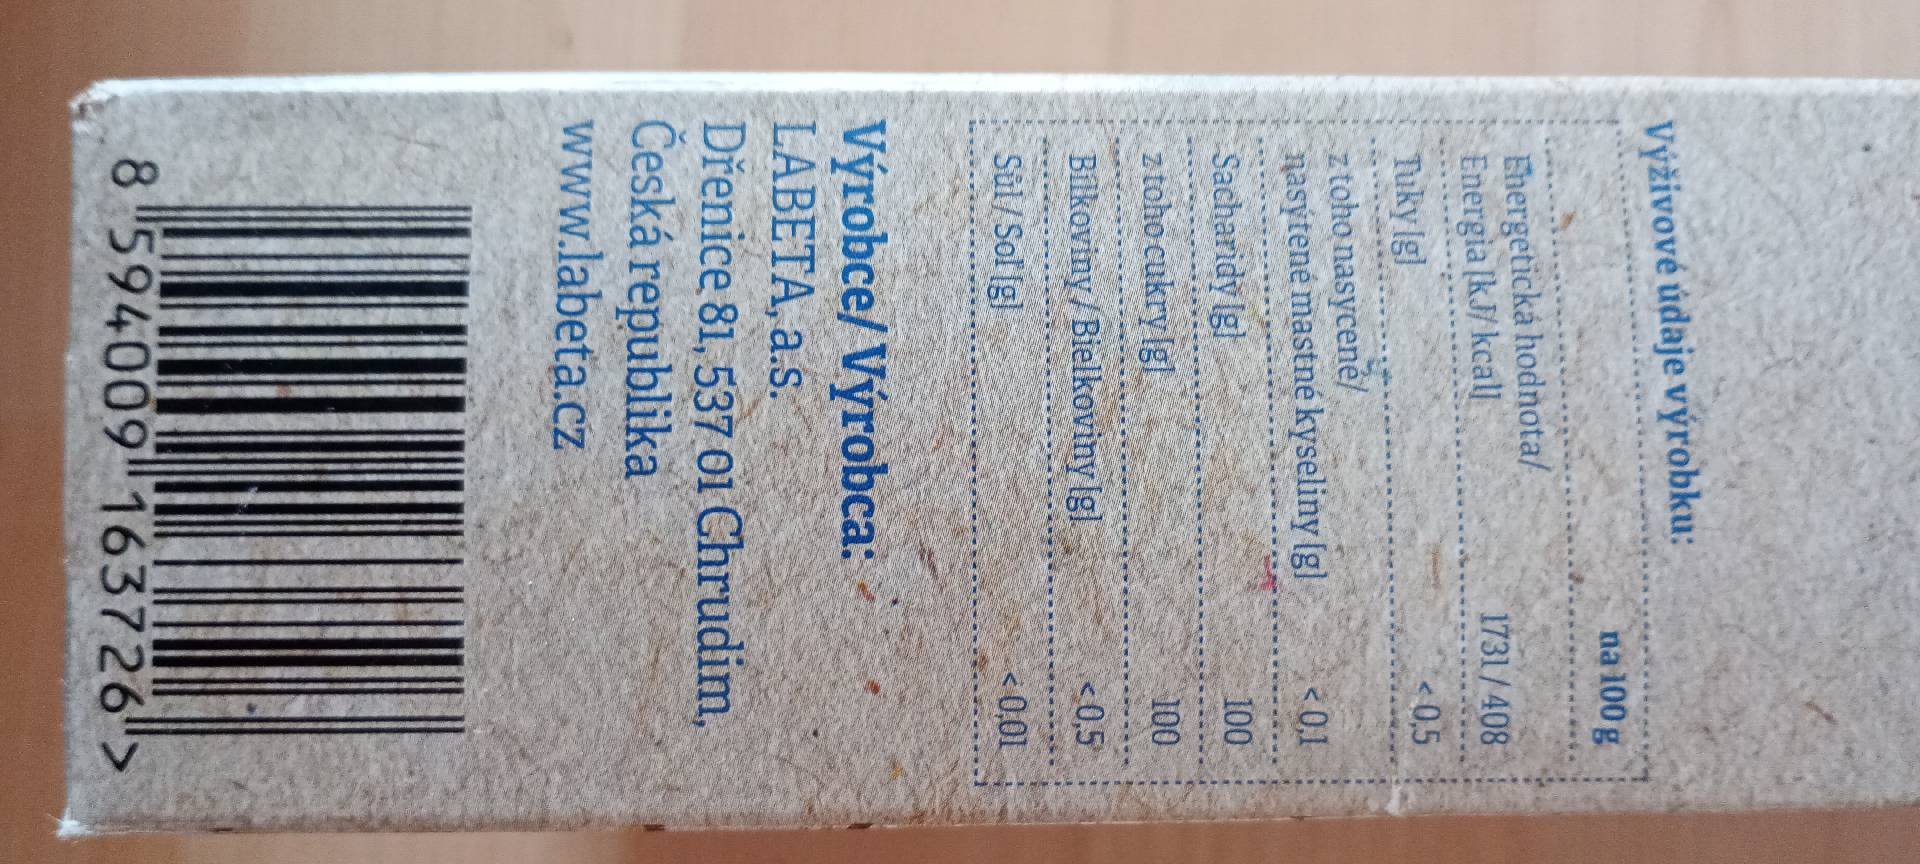 Výživové údaje výrobku:
na 100 g
Energetická hodnota/
Energia [kJ/ kcal] 1731 / 408
Tuky [g] < 0,5
z toho nasycené/
nasýtené mastné kyseliny [g] < 0,1
Sacharidy [g] 100
z toho cukry [g] 100
Bílkoviny / Bielkoviny [g] < 0,5
Sůl / Soľ [g] < 0,01
Výrobce/ Výrobca:
LABETA, a.s.
Dřenice 81, 537 01 Chrudim,
Česká republika
www.labeta.cz
8 594009 163726 >